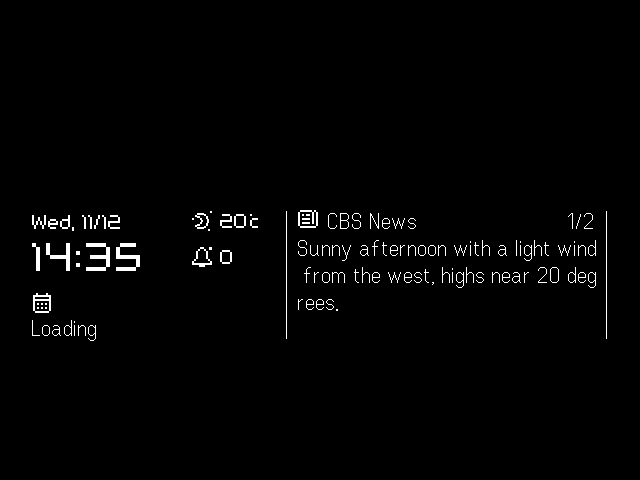 Wed, 11/12
20c
14:35
0
Loading
CBS News 1/2
Sunny afternoon with a light wind
from the west, highs near 20 deg
rees.